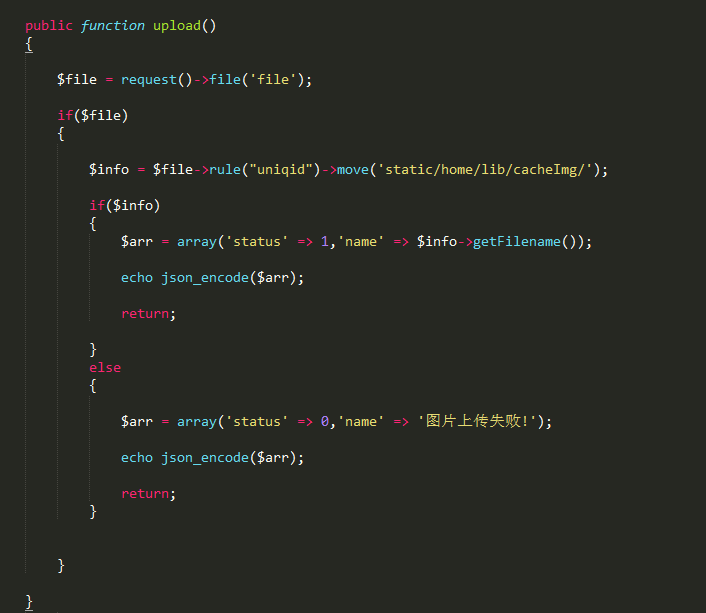 public function upload()
{
$file = request()->file('file');
if($file)
{
$info = $file->rule("uniqid")->move('static/home/lib/cacheImg/');
if($info)
{
$arr = array('status' => 1,'name' => $info->getFilename());
echo json_encode($arr);
return;
}
else
{
$arr = array('status' => 0,'name' => '图片上传失败!');
echo json_encode($arr);
return;
}
}
}